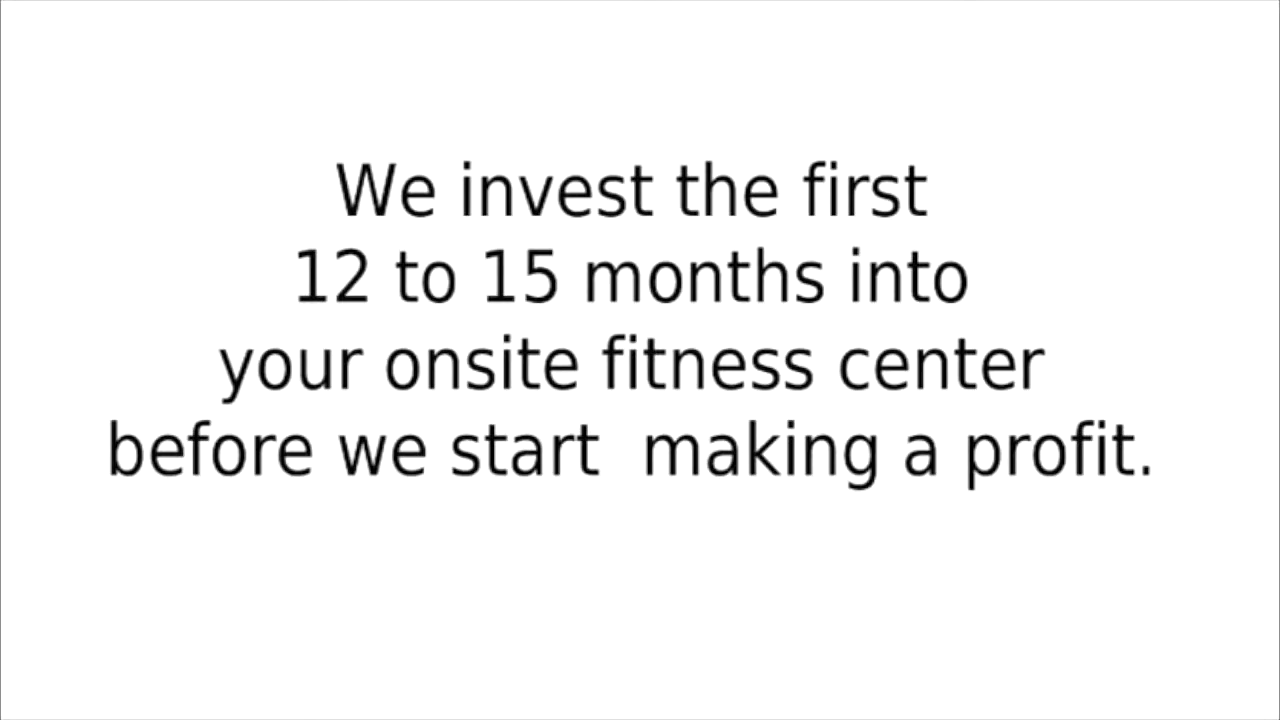 We invest the first
12 to 15 months into
your onsite fitness center
before we start  making a profit.